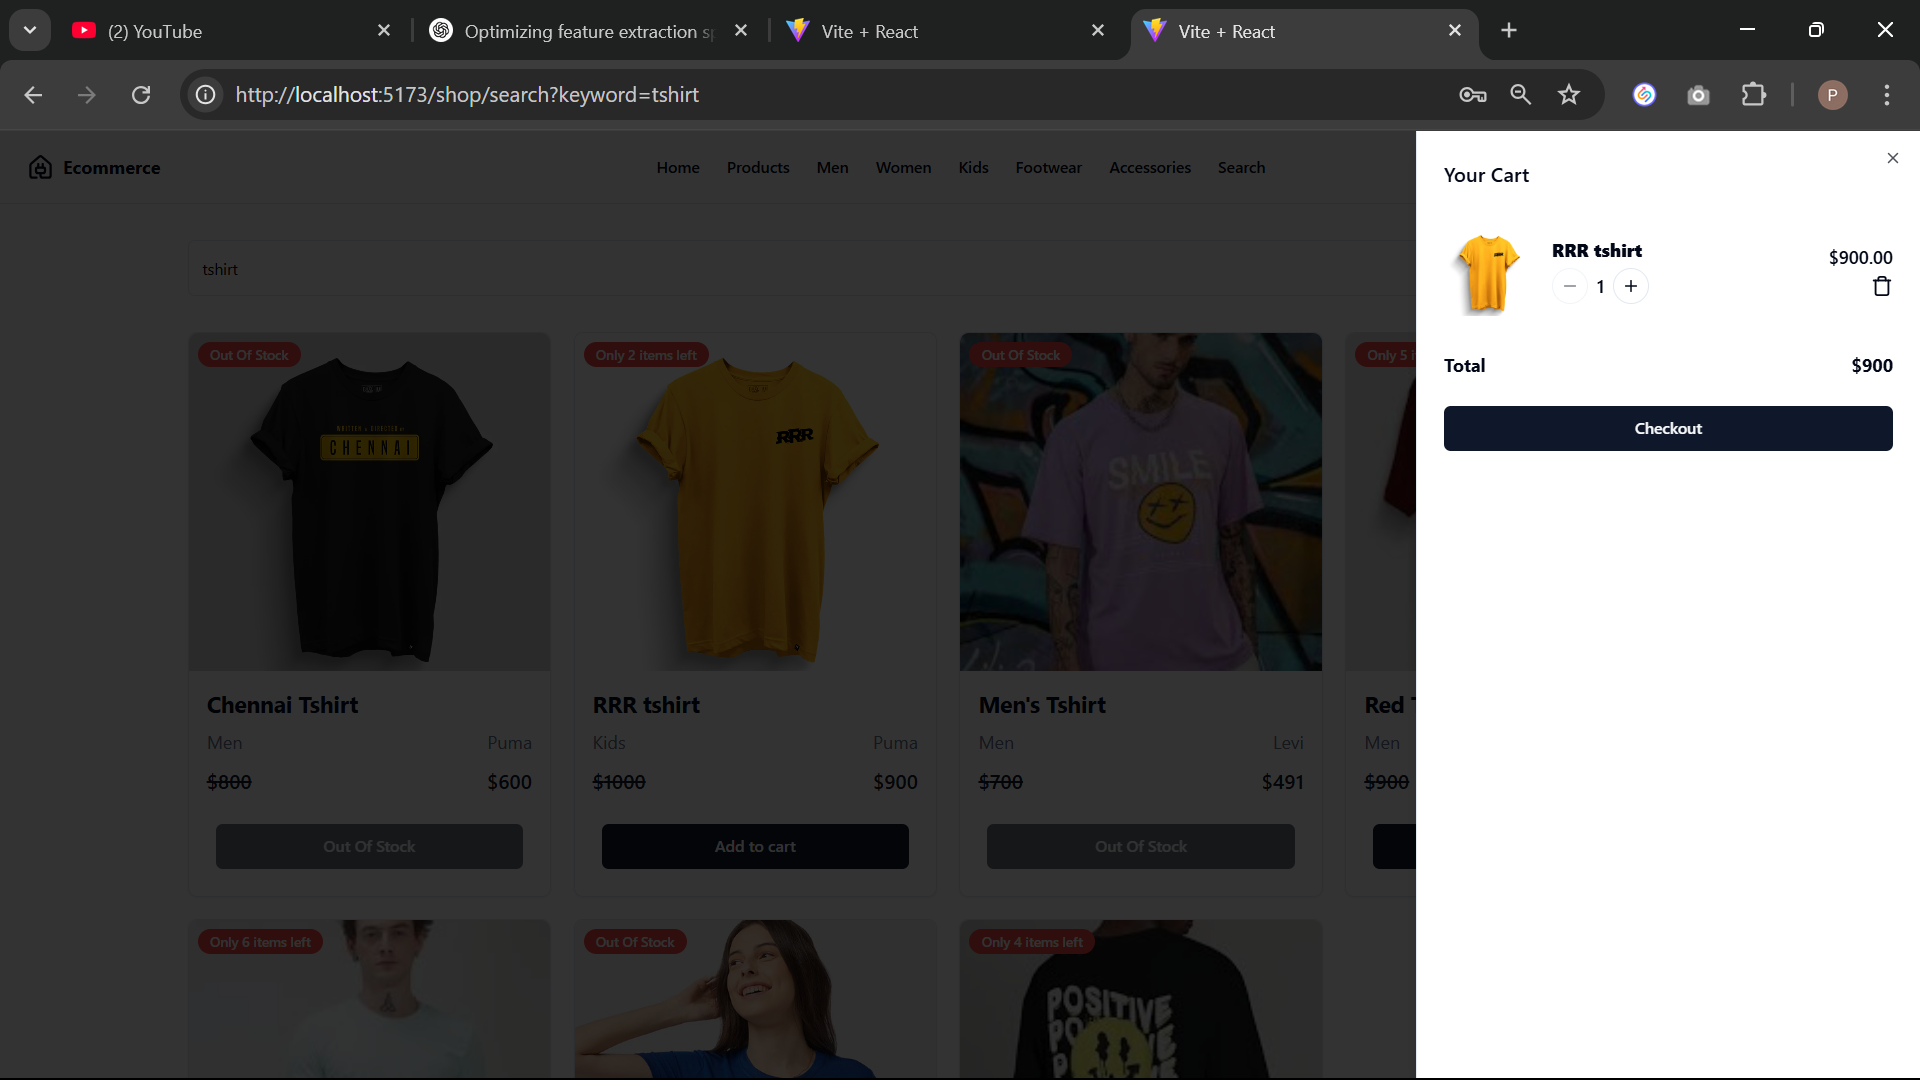 (2) YouTube
Optimizing feature extraction sp
Vite + React
Vite + React
http://localhost:5173/shop/search?keyword=tshirt
P
Ecommerce
Home Products Men Women Kids Footwear Accessories Search
tshirt
Out Of Stock
CHENNAI
Chennai Tshirt
Men Puma
$800 $600
Out Of Stock
Only 2 items left
RRR
RRR tshirt
Kids Puma
$1000 $900
Add to cart
Out Of Stock
SMILE
Men's Tshirt
Men Levi
$700 $491
Out Of Stock
Only 5 i
Red T
Men
$900
Only 6 items left
Out Of Stock
Only 4 items left
POSITIVE
Your Cart
RRR tshirt
1
$900.00
Total $900
Checkout